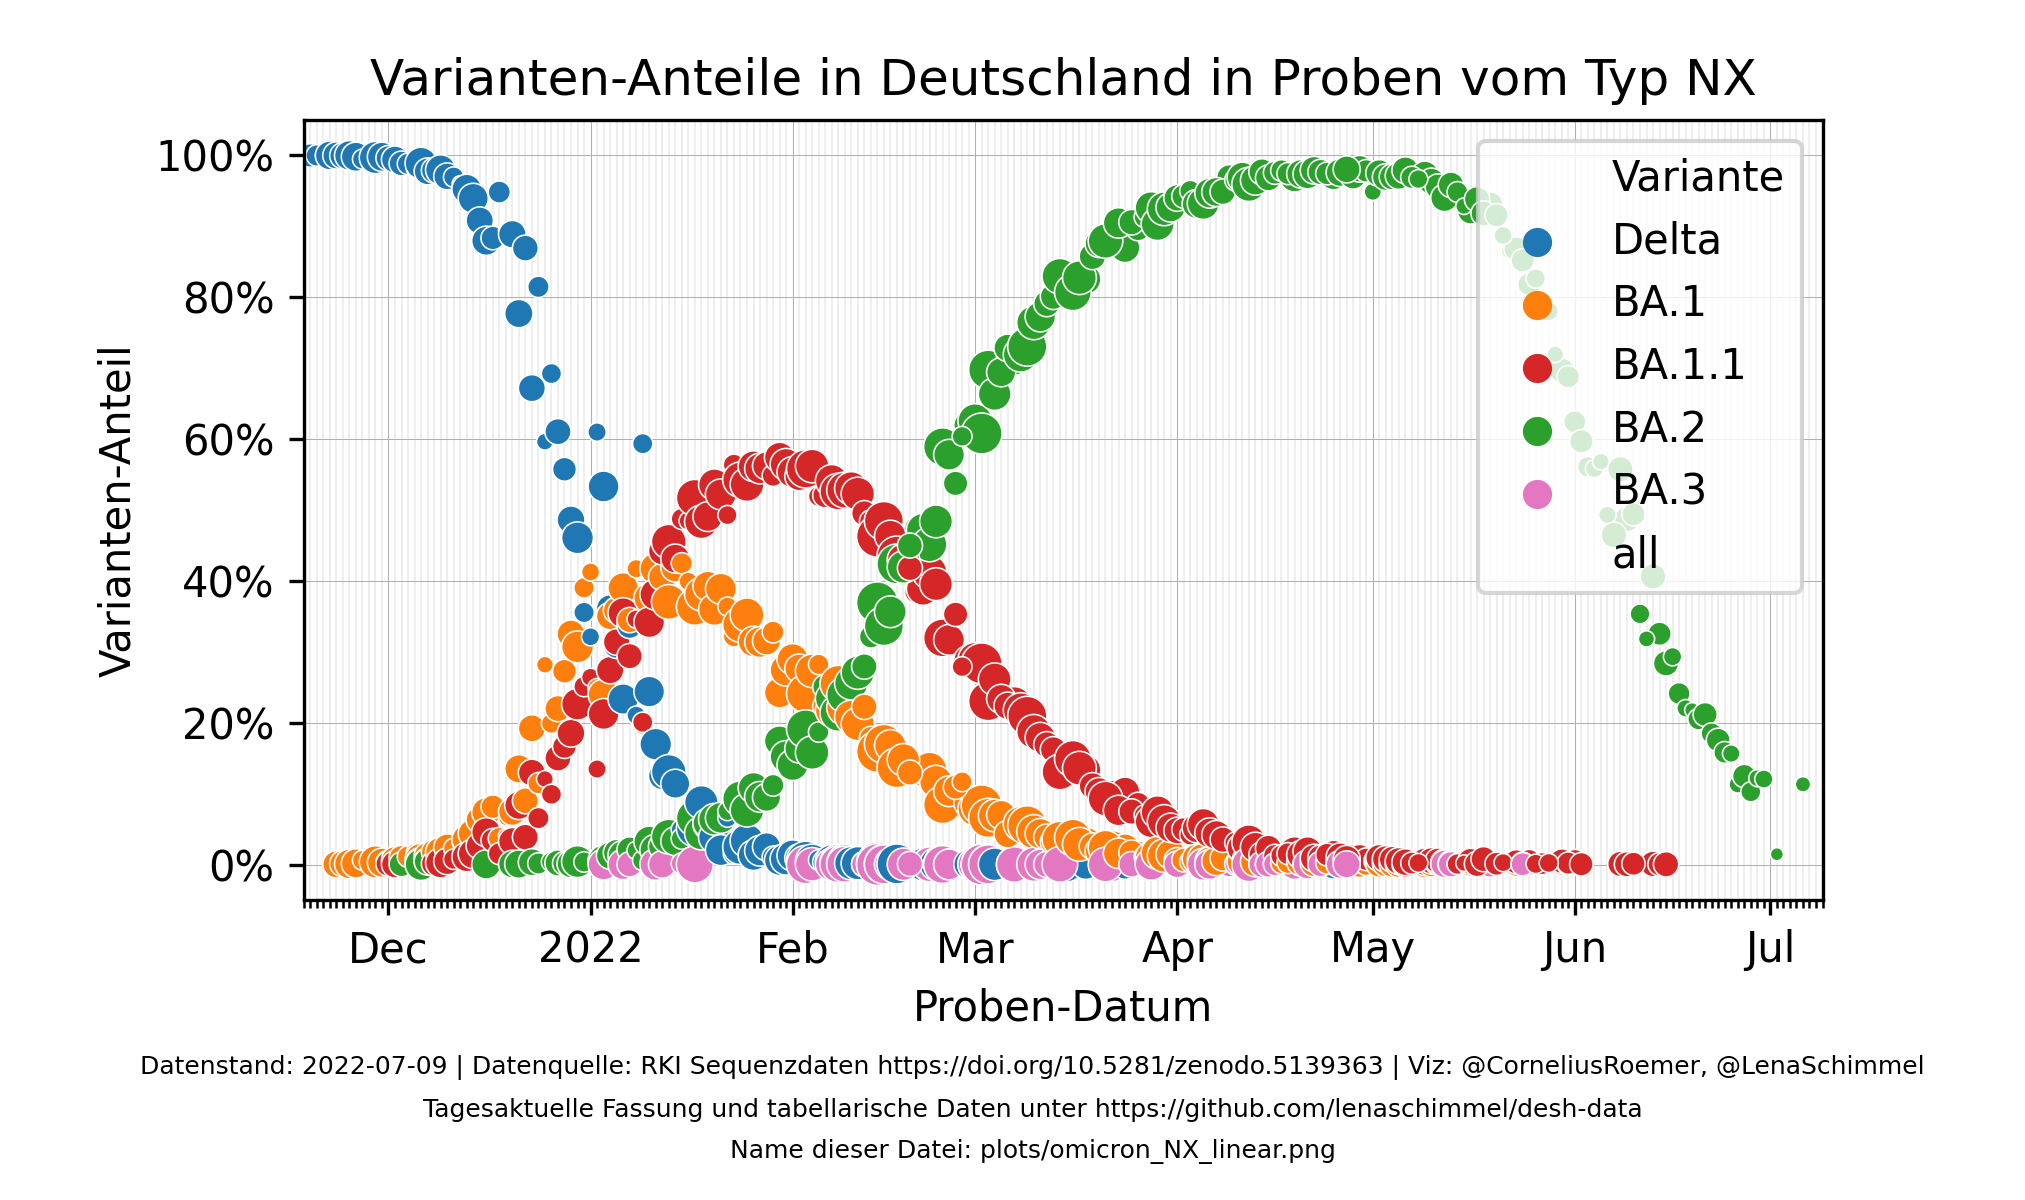 Varianten-Anteile in Deutschland in Proben vom Typ NX
Varianten-Anteil
100%
80%
60%
40%
20%
0%
Variante
Delta
BA.1
BA.1.1
BA.2
BA.3
all
Dec 2022 Feb Mar Apr May Jun Jul
Proben-Datum
Datenstand: 2022-07-09 | Datenquelle: RKI Sequenzdaten https://doi.org/10.5281/zenodo.5139363 | Viz: @CorneliusRoemer, @LenaSchimmel
Tagesaktuelle Fassung und tabellarische Daten unter https://github.com/lenaschimmel/desh-data
Name dieser Datei: plots/omicron_NX_linear.png